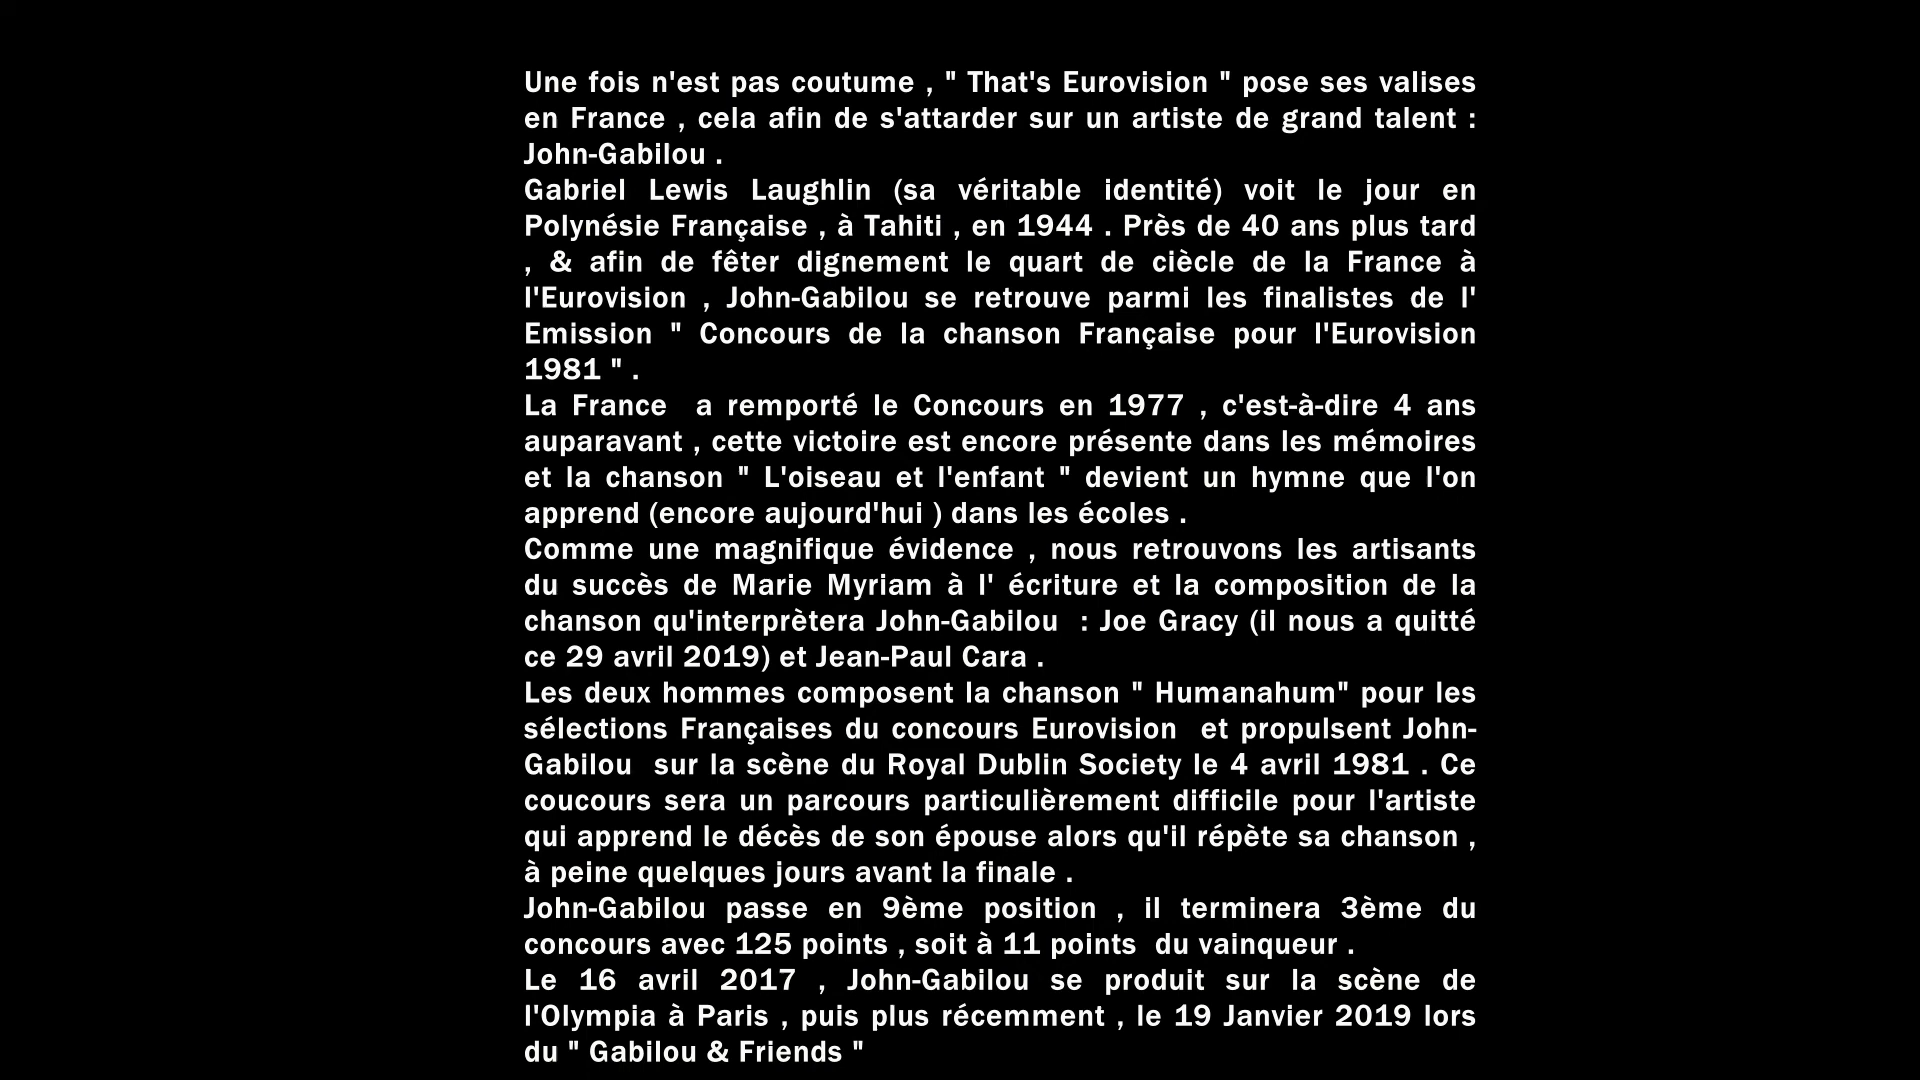 Une fois n'est pas coutume , " That's Eurovision " pose ses valises
en France , cela afin de s'attarder sur un artiste de grand talent :
John-Gabilou .
Gabriel Lewis Laughlin (sa véritable identité) voit le jour en
Polynésie Française , à Tahiti , en 1944 . Près de 40 ans plus tard
, & afin de fêter dignement le quart de ciècle de la France à
l'Eurovision , John-Gabilou se retrouve parmi les finalistes de l'
Emission " Concours de la chanson Française pour l'Eurovision
1981 " .
La France  a remporté le Concours en 1977 , c'est-à-dire 4 ans
auparavant , cette victoire est encore présente dans les mémoires
et la chanson " L'oiseau et l'enfant " devient un hymne que l'on
apprend (encore aujourd'hui ) dans les écoles .
Comme une magnifique évidence , nous retrouvons les artisants
du succès de Marie Myriam à l' écriture et la composition de la
chanson qu'interprètera John-Gabilou  : Joe Gracy (il nous a quitté
ce 29 avril 2019) et Jean-Paul Cara .
Les deux hommes composent la chanson " Humanahum" pour les
sélections Françaises du concours Eurovision  et propulsent John-
Gabilou  sur la scène du Royal Dublin Society le 4 avril 1981 . Ce
coucours sera un parcours particulièrement difficile pour l'artiste
qui apprend le décès de son épouse alors qu'il répète sa chanson ,
à peine quelques jours avant la finale .
John-Gabilou passe en 9ème position , il terminera 3ème du
concours avec 125 points , soit à 11 points  du vainqueur .
Le 16 avril 2017 , John-Gabilou se produit sur la scène de
l'Olympia à Paris , puis plus récemment , le 19 Janvier 2019 lors
du " Gabilou & Friends "